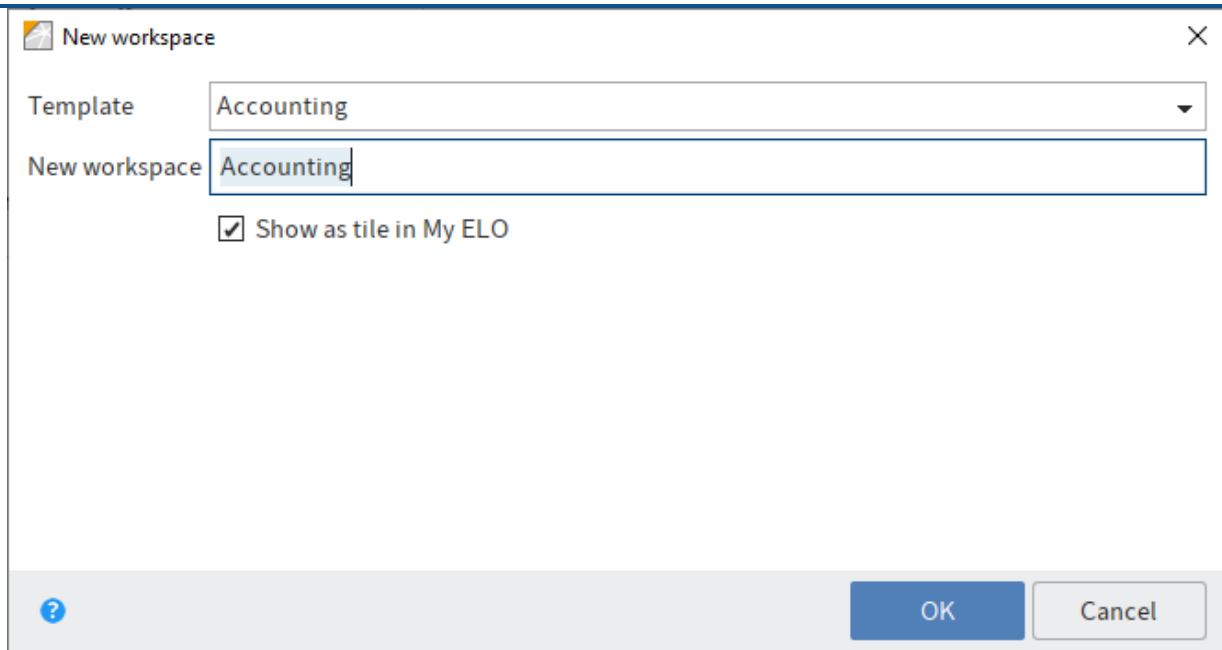 New workspace
Template Accounting
New workspace Accounting
Show as tile in My ELO
? OK Cancel